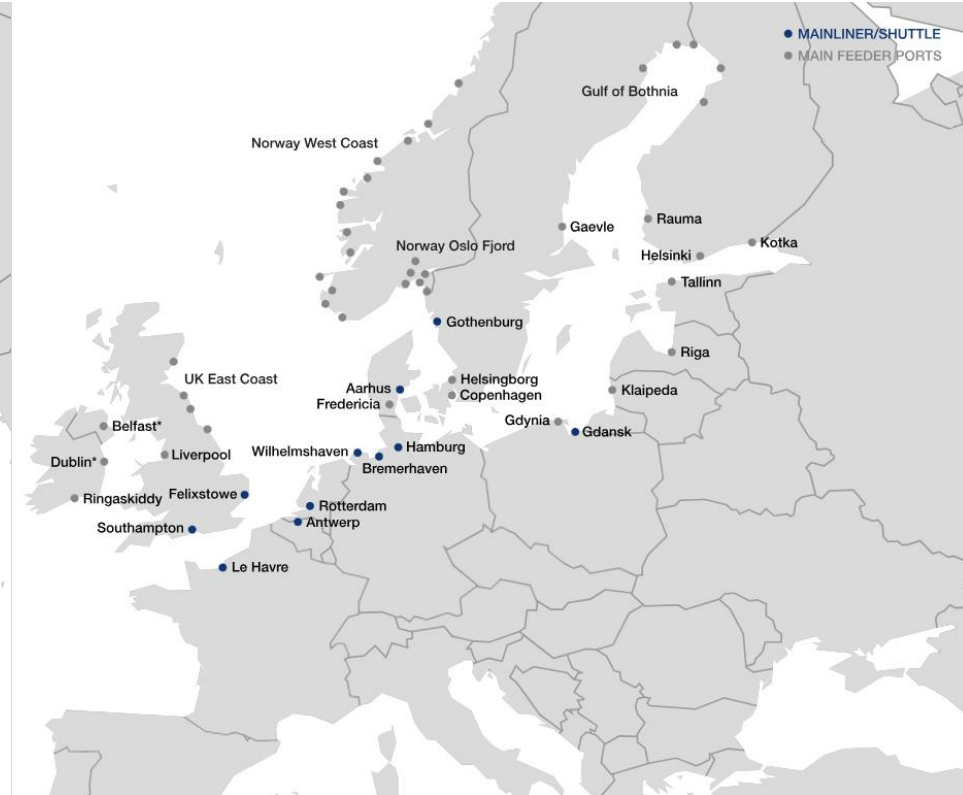 MAINLINER/SHUTTLE
MAIN FEEDER PORTS
Gulf of Bothnia
Norway West Coast
Rauma
Gaevle
Kotka
Norway Oslo Fjord
Helsinki
Tallinn
Gothenburg
Riga
UK East Coast
Helsingborg
Aarhus
Klaipeda
Copenhagen
Fredericia
Gdynia
Belfast*
Gdansk
Hamburg
Wilhelmshaven
Liverpool
Dublin*
Bremerhaven
Felixstowe
Ringaskiddy
Rotterdam
Antwerp
Southampton
Le Havre